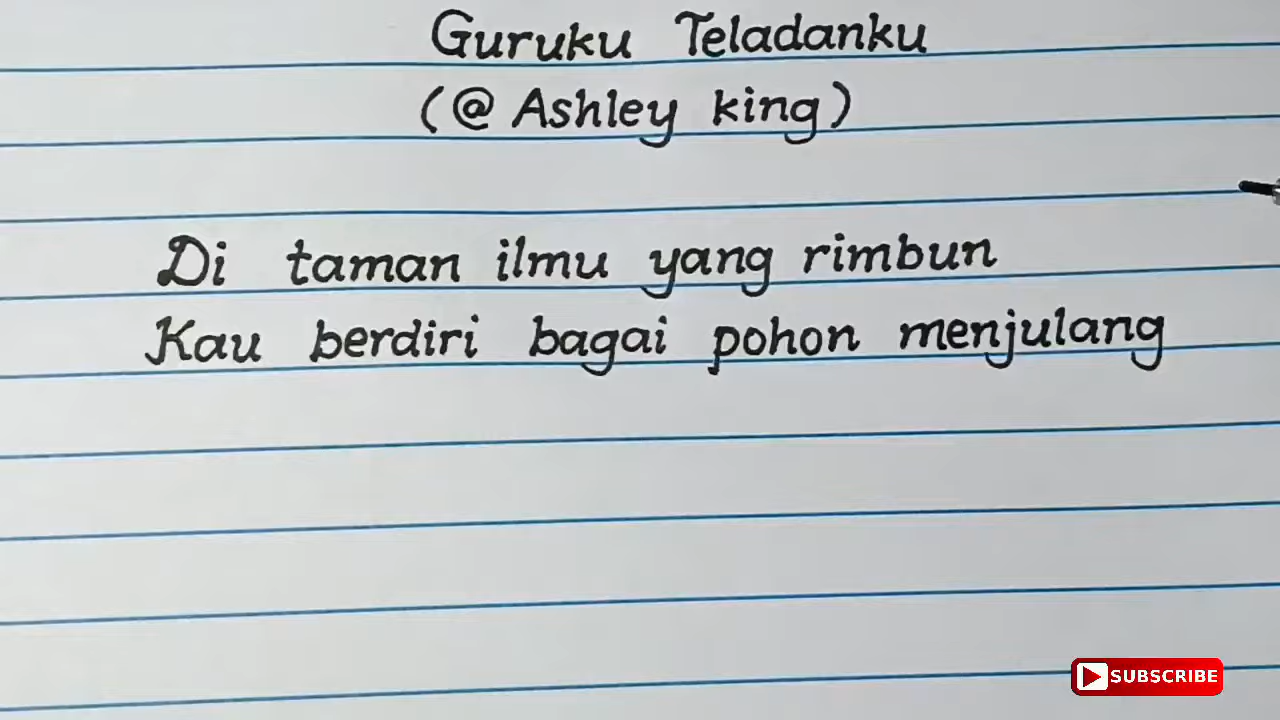 Guruku Teladanku
(@ Ashley king)
Di taman ilmu yang rimbun
Kau berdiri bagai pohon menjulang
SUBSCRIBE